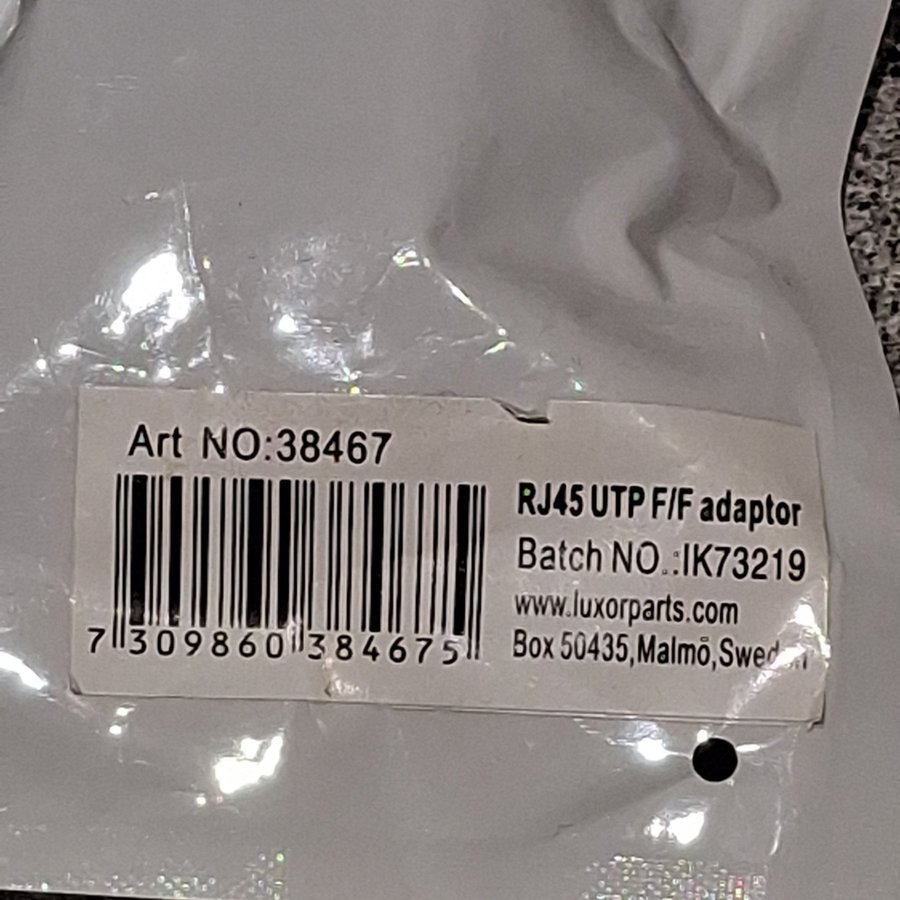 Art NO:38467
7 309860 384675
RJ45 UTP F/F adaptor
Batch NO.:IK73219
www.luxorparts.com
Box 50435,Malmö,Sweden